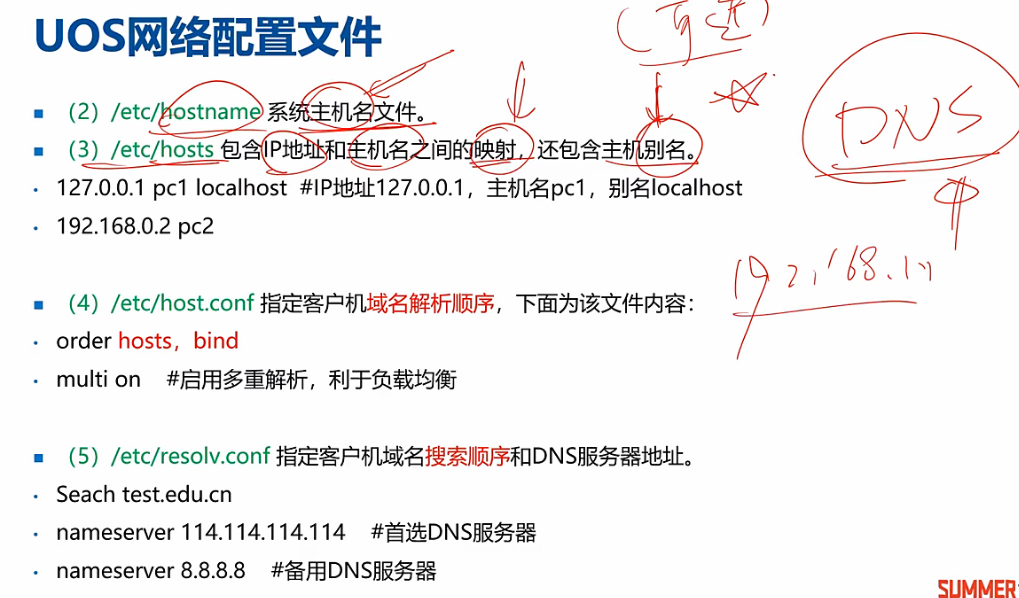 UOS网络配置文件
(可选)
DNS
(2)/etc/hostname 系统主机名文件。
(3)/etc/hosts 包含IP地址和主机名之间的映射,还包含主机别名。
127.0.0.1 pc1 localhost #IP地址127.0.0.1,主机名pc1,别名localhost
192.168.0.2 pc2
(4)/etc/host.conf 指定客户机域名解析顺序,下面为该文件内容:
order hosts,bind
multi on #启用多重解析,利于负载均衡
(5)/etc/resolv.conf 指定客户机域名搜索顺序和DNS服务器地址。
Seach test.edu.cn
nameserver 114.114.114.114 #首选DNS服务器
nameserver 8.8.8.8 #备用DNS服务器
SUMMER